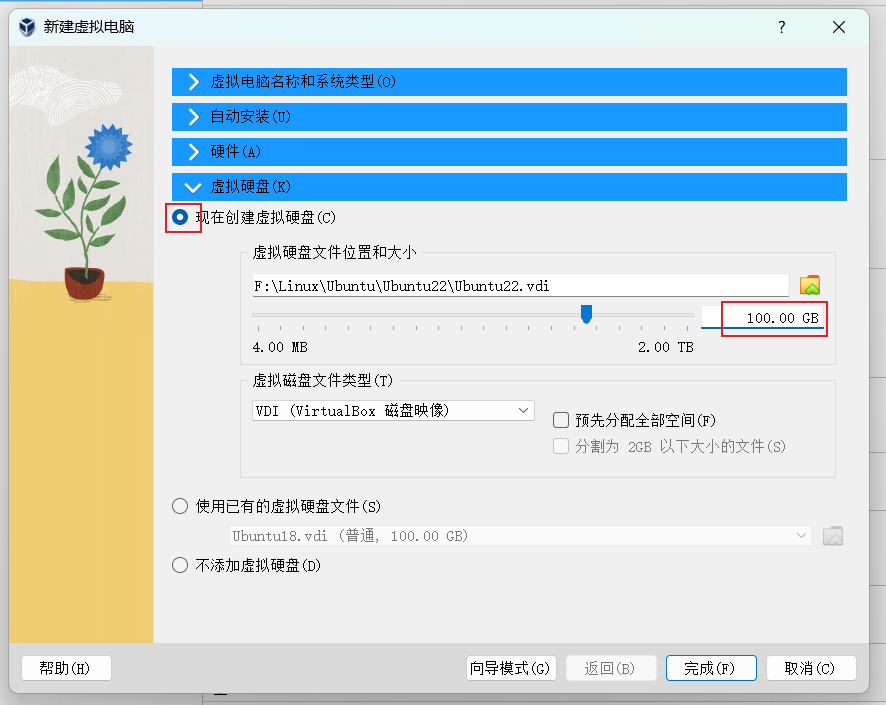 新建虚拟电脑
?
虚拟电脑名称和系统类型(O)
自动安装(U)
硬件(A)
虚拟硬盘(K)
现在创建虚拟硬盘(C)
虚拟硬盘文件位置和大小
F:\Linux\Ubuntu\Ubuntu22\Ubuntu22.vdi
100.00 GB
4.00 MB
2.00 TB
虚拟磁盘文件类型(T)
VDI (VirtualBox 磁盘映像)
预先分配全部空间(F)
分割为 2GB 以下大小的文件(S)
使用已有的虚拟硬盘文件(S)
Ubuntu18.vdi (普通, 100.00 GB)
不添加虚拟硬盘(D)
帮助(H)
向导模式(G)
返回(B)
完成(F)
取消(C)